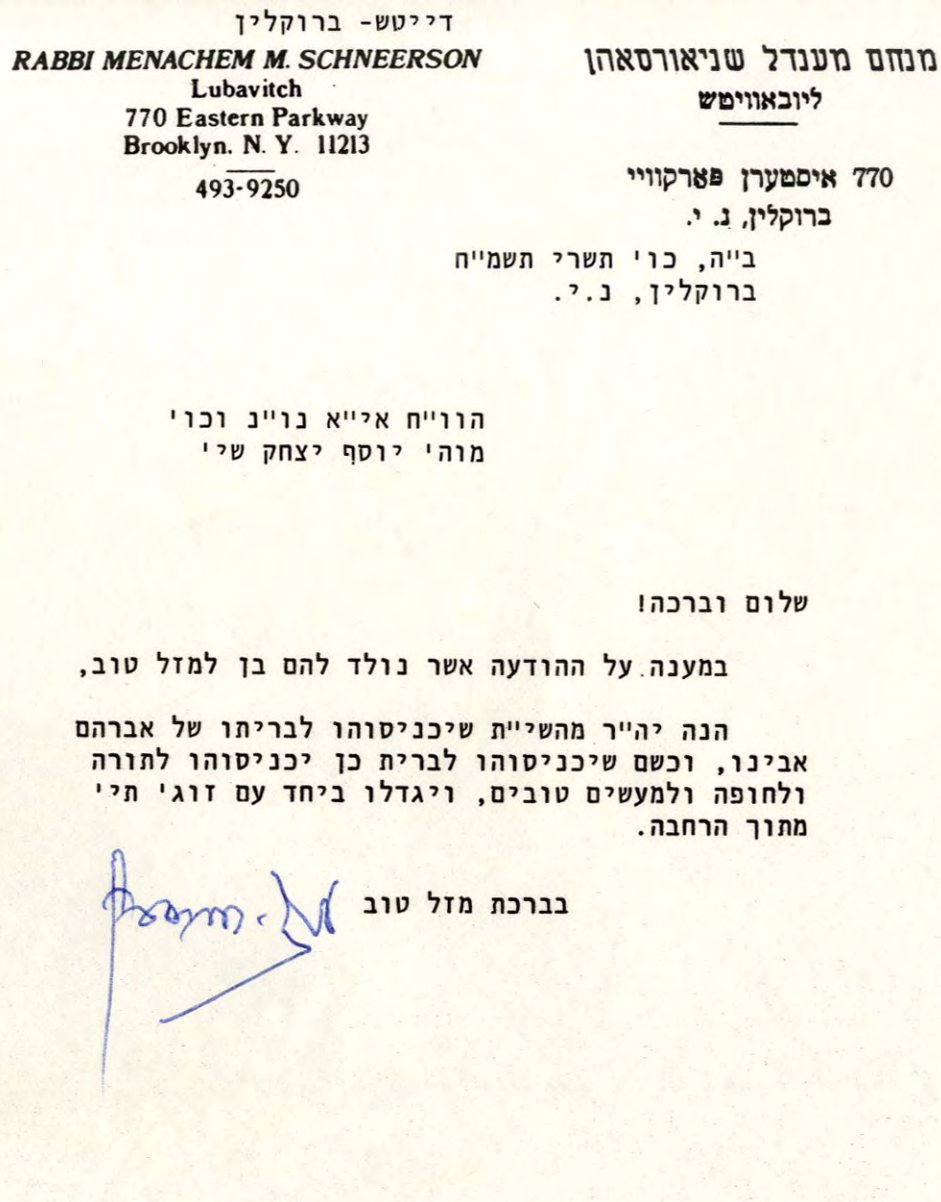 דייטש- ברוקלין
RABBI MENACHEM M. SCHNEERSON
Lubavitch
770 Eastern Parkway
Brooklyn. N. Y. 11213
493-9250
מנחם מענדל שניאורסאהן
ליובאוויטש
770 איסטערן פארקוויי
ברוקלין, נ. י.
ב"ה, כו' תשרי תשמ"ח
ברוקלין, נ.י.
הוו"ח אי"א נו"נ וכו'
מוה' יוסף יצחק שי'
שלום וברכה!
במענה על ההודעה אשר נולד להם בן למזל טוב,
הנה יה"ר מהשי"ת שיכניסוהו לבריתו של אברהם
אבינו, וכשם שיכניסוהו לברית כן יכניסוהו לתורה
ולחופה ולמעשים טובים, ויגדלו ביחד עם זוג' תי'
מתוך הרחבה.
בברכת מזל טוב